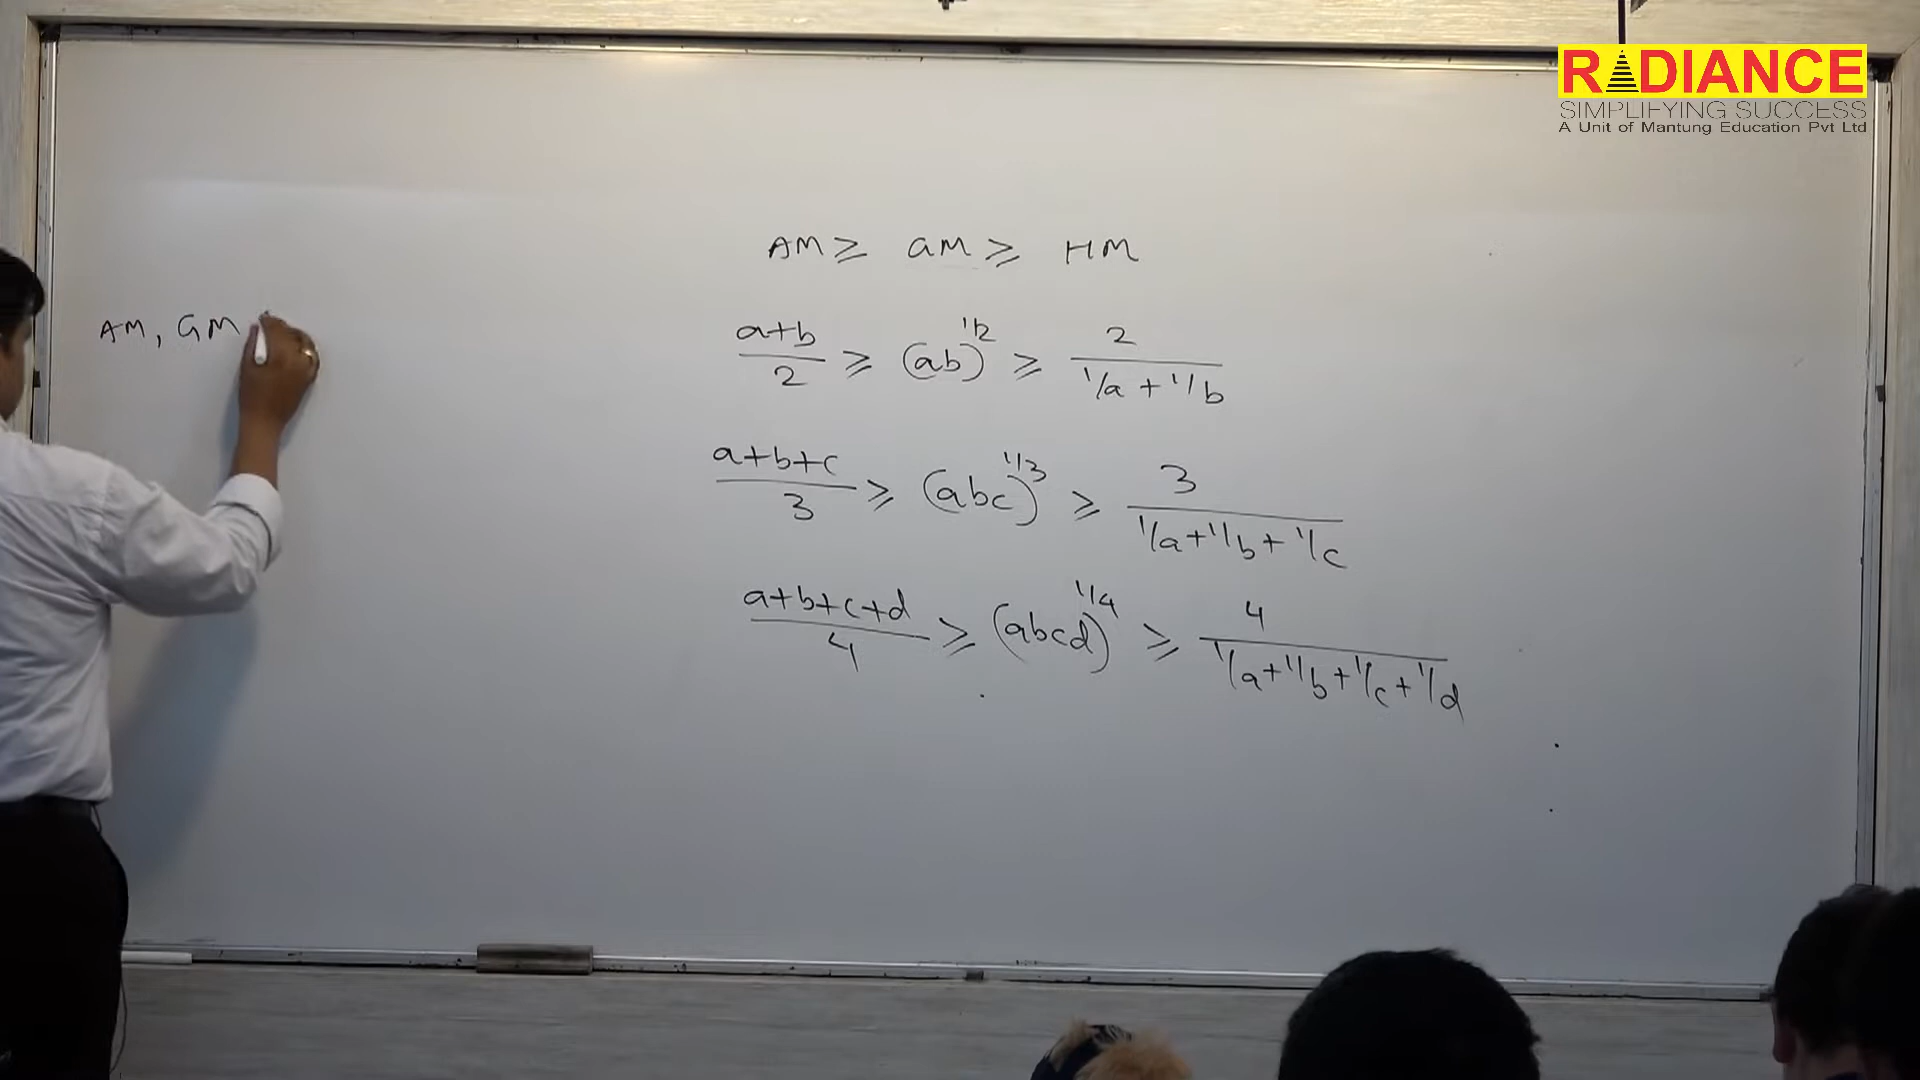 RADIANCE
SIMPLIFYING SUCCESS
A Unit of Mantung Education Pvt Ltd
AM ≥ GM ≥ HM
AM, GM
(a+b)/2 ≥ (ab)^1/2 ≥ 2/(1/a + 1/b)
(a+b+c)/3 ≥ (abc)^1/3 ≥ 3/(1/a+1/b+1/c)
(a+b+c+d)/4 ≥ (abcd)^1/4 ≥ 4/(1/a+1/b+1/c+1/d)